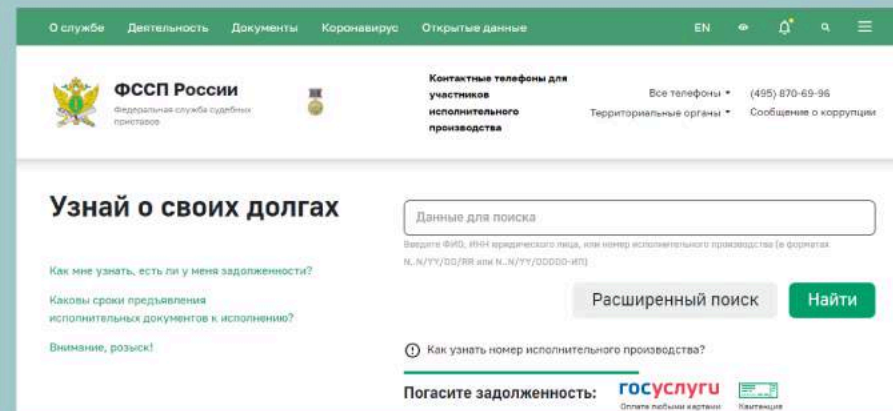 О службе Деятельность Документы Коронавирус Открытые данные EN
ФССП России
Федеральная служба судебных
приставов
Контактные телефоны для
участников
исполнительного
производства
Все телефоны
Территориальные органы
(495) 870-69-96
Сообщение о коррупции
Узнай о своих долгах
Как мне узнать, есть ли у меня задолженности?
Каковы сроки предъявления
исполнительных документов к исполнению?
Внимание, розыск!
Данные для поиска
Введите ФИО, ИНН юридического лица, или номер исполнительного производства (в форматах
N..N/YY/DD/RR или N..N/YY/DDDDD-ИП)
Расширенный поиск Найти
Как узнать номер исполнительного производства?
Погасите задолженность: госуслуги
Оплата любыми картами Квитанция